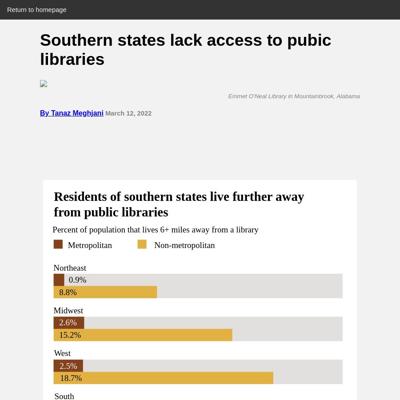 Return to homepage
Southern states lack access to pubic
libraries
Emmet O'Neal Library in Mountainbrook, Alabama
By Tanaz Meghjani March 12, 2022
Residents of southern states live further away
from public libraries
Percent of population that lives 6+ miles away from a library
Metropolitan
Non-metropolitan
Northeast
0.9%
8.8%
Midwest
2.6%
15.2%
West
2.5%
18.7%
South